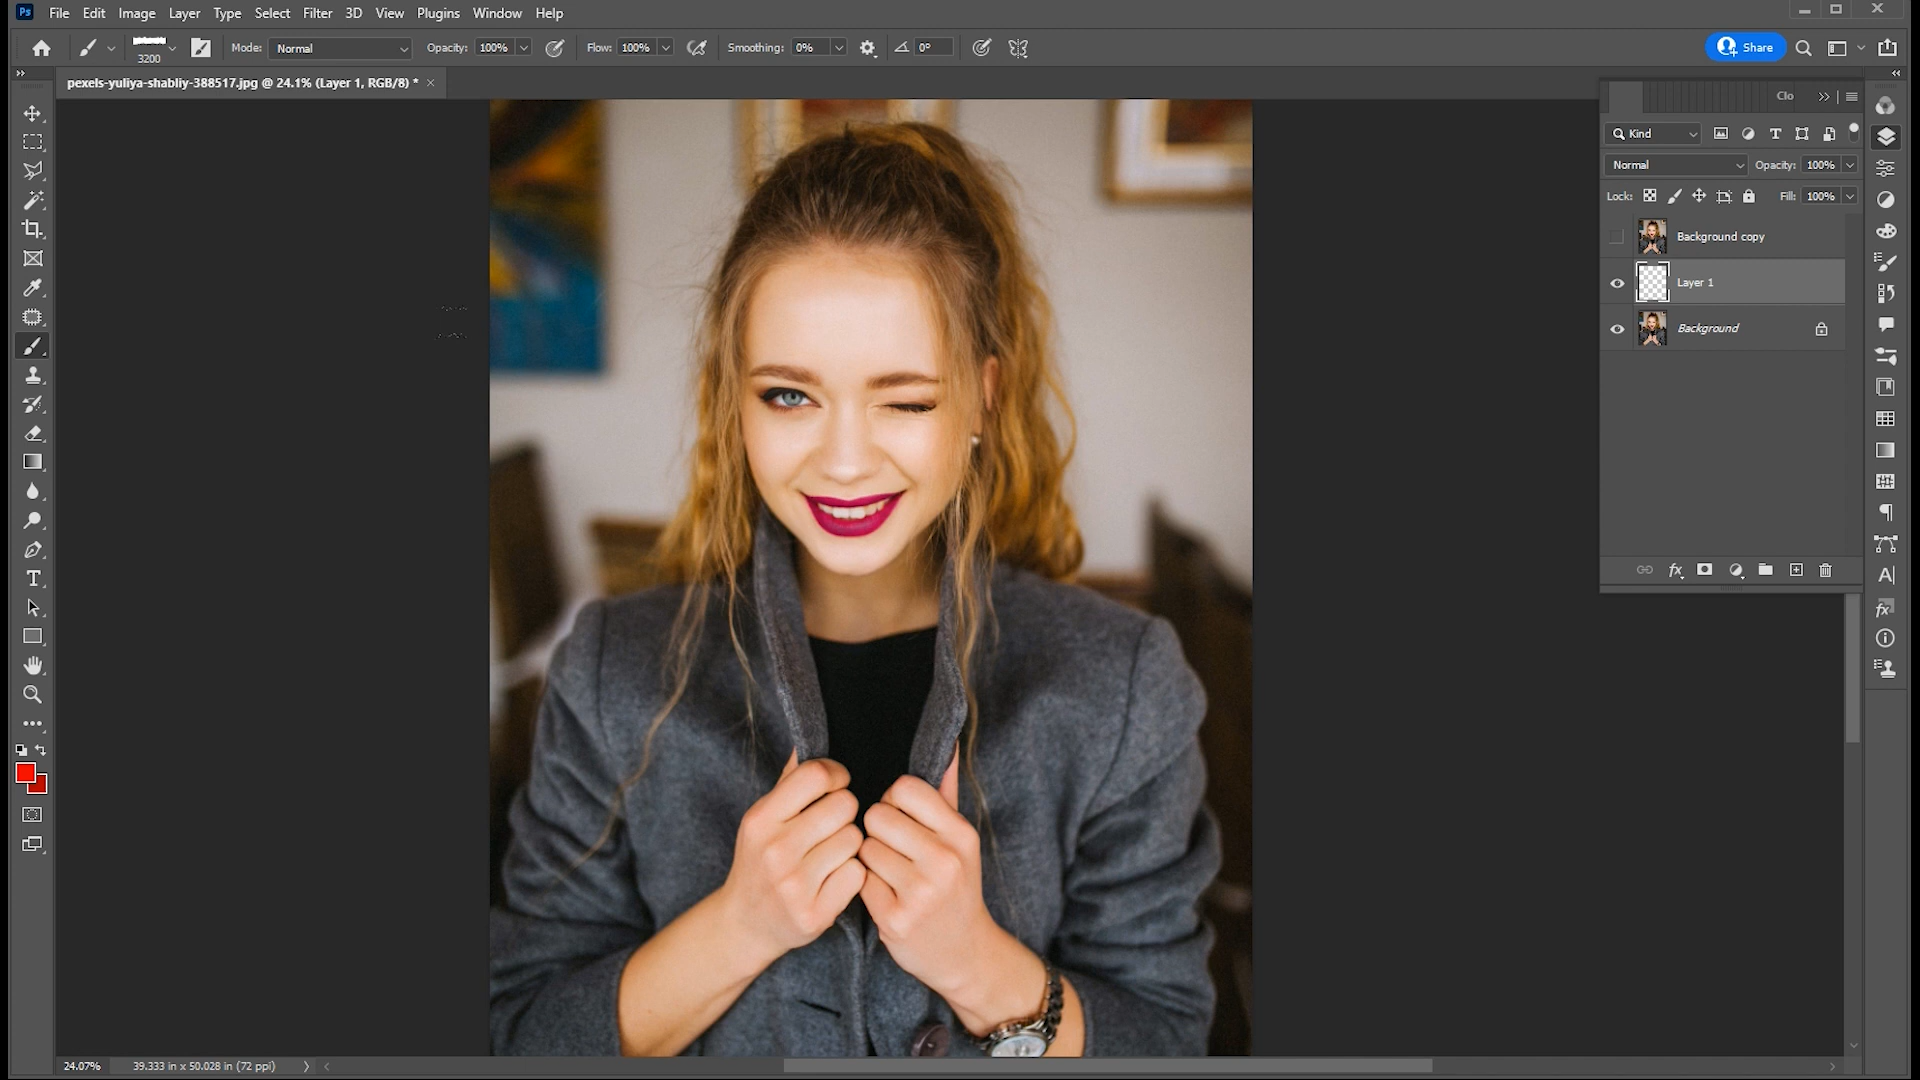 Ps File Edit Image Layer Type Select Filter 3D View Plugins Window Help
3200 Mode: Normal Opacity: 100% Flow: 100% Smoothing: 0% 0° Share
pexels-yuliya-shabliy-388517.jpg @ 24.1% (Layer 1, RGB/8) *
Clo
Kind
Normal Opacity: 100%
Lock: Fill: 100%
Background copy
Layer 1
Background
24.07% 39.333 in x 50.028 in (72 ppi)